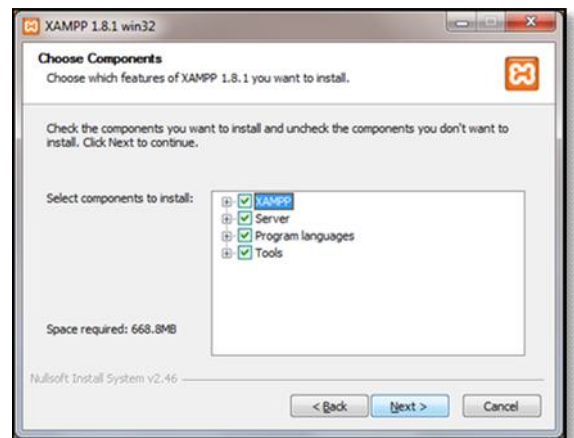 XAMPP 1.8.1 win32
Choose Components
Choose which features of XAMPP 1.8.1 you want to install.
Check the components you want to install and uncheck the components you don't want to
install. Click Next to continue.
Select components to install:
XAMPP
Server
Program languages
Tools
Space required: 668.8MB
Nullsoft Install System v2.46
< Back Next > Cancel